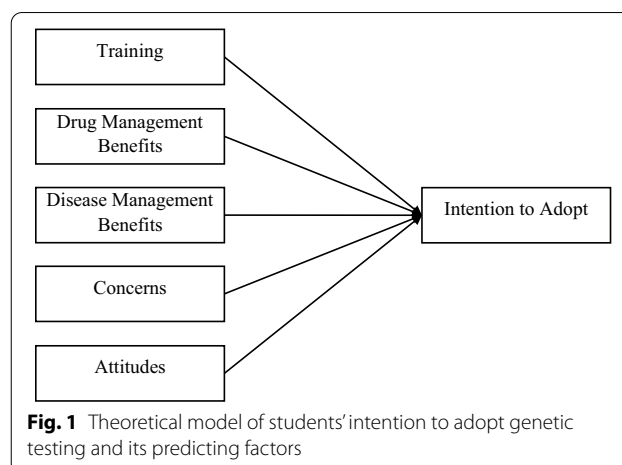 Training
Drug Management
Benefits
Disease Management
Benefits
Concerns
Attitudes
Intention to Adopt
Fig. 1 Theoretical model of students’ intention to adopt genetic
testing and its predicting factors